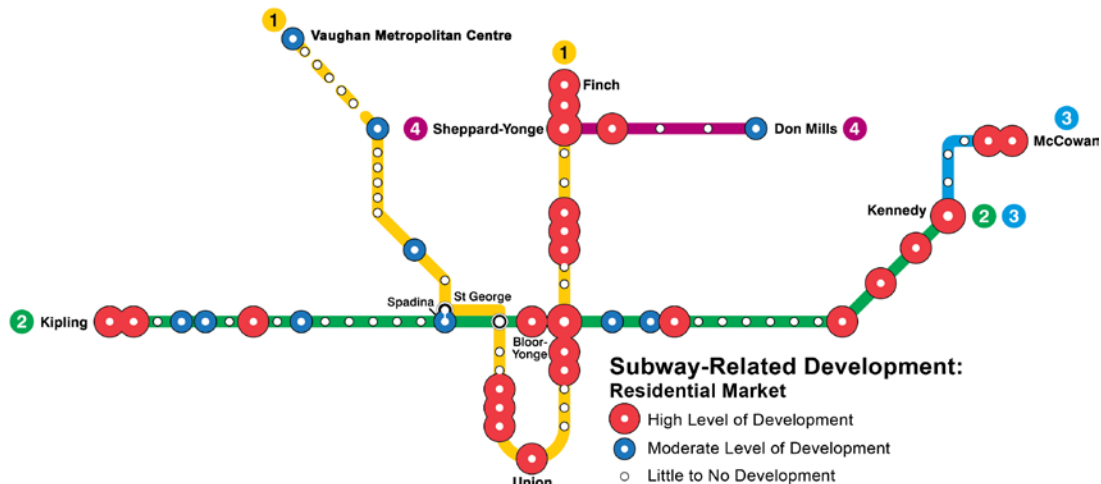 1
Vaughan Metropolitan Centre
1
Finch
4 Sheppard-Yonge
Don Mills 4
3
McCowan
Kennedy
2 3
Spadina
St George
2 Kipling
Bloor-
Yonge
Union
Subway-Related Development:
Residential Market
High Level of Development
Moderate Level of Development
Little to No Development